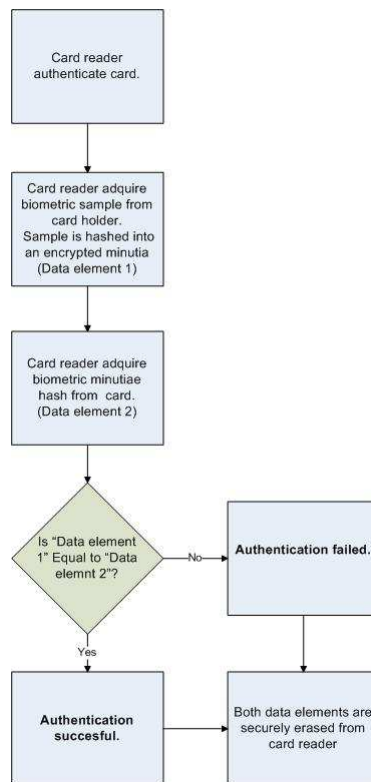 Card reader
authenticate card.
Card reader adquire
biometric sample from
card holder.
Sample is hashed into
an encrypted minutia
(Data element 1)
Card reader adquire
biometric minutiae
hash from card.
(Data element 2)
Is “Data element
1” Equal to “Data
elemnt 2”?
No
Authentication failed.
Yes
Authentication
succesful.
Both data elements are
securely erased from
card reader